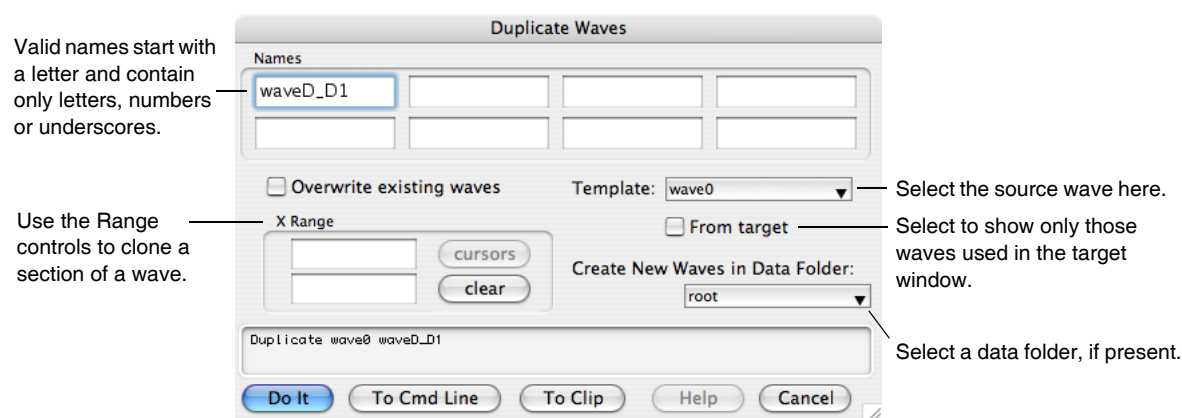 Duplicate Waves
Valid names start with
a letter and contain
only letters, numbers
or underscores.
Names
waveD_D1
Overwrite existing waves
Template: wave0
Select the source wave here.
Use the Range
controls to clone a
section of a wave.
X Range
cursors
clear
From target
Select to show only those
waves used in the target
window.
Create New Waves in Data Folder:
root
Select a data folder, if present.
Duplicate wave0 waveD_D1
Do It
To Cmd Line
To Clip
Help
Cancel